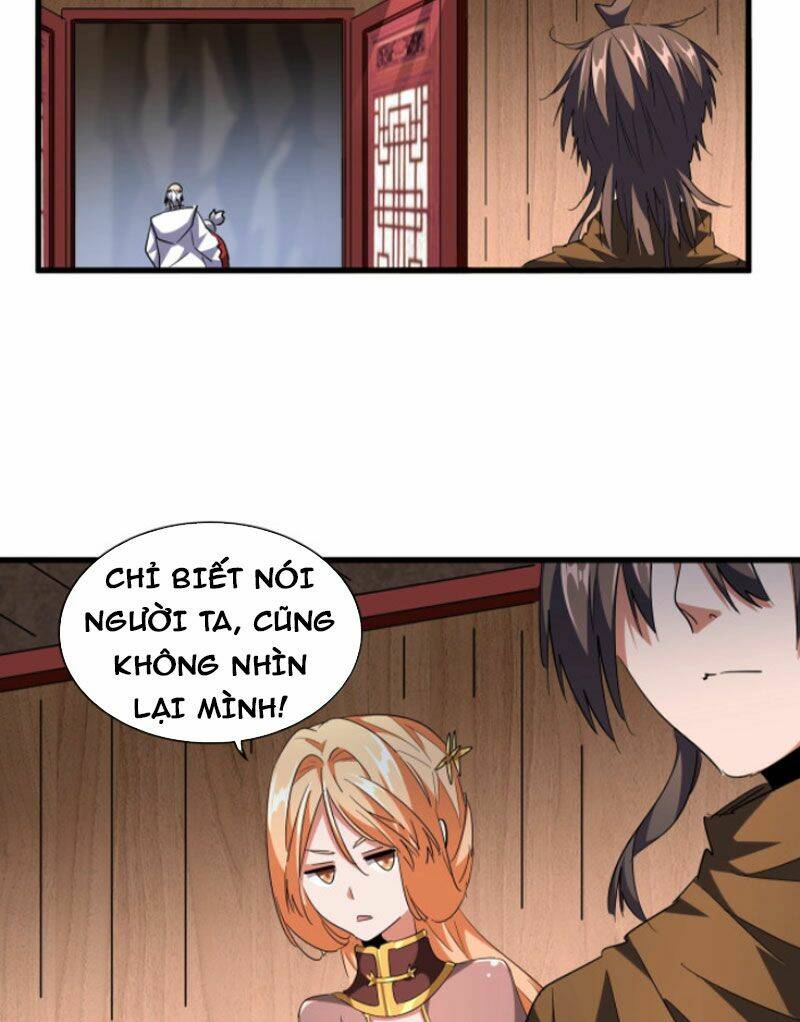 CHỈ BIẾT NÓI
NGƯỜI TA, CŨNG
KHÔNG NHÌN
LẠI MÌNH!